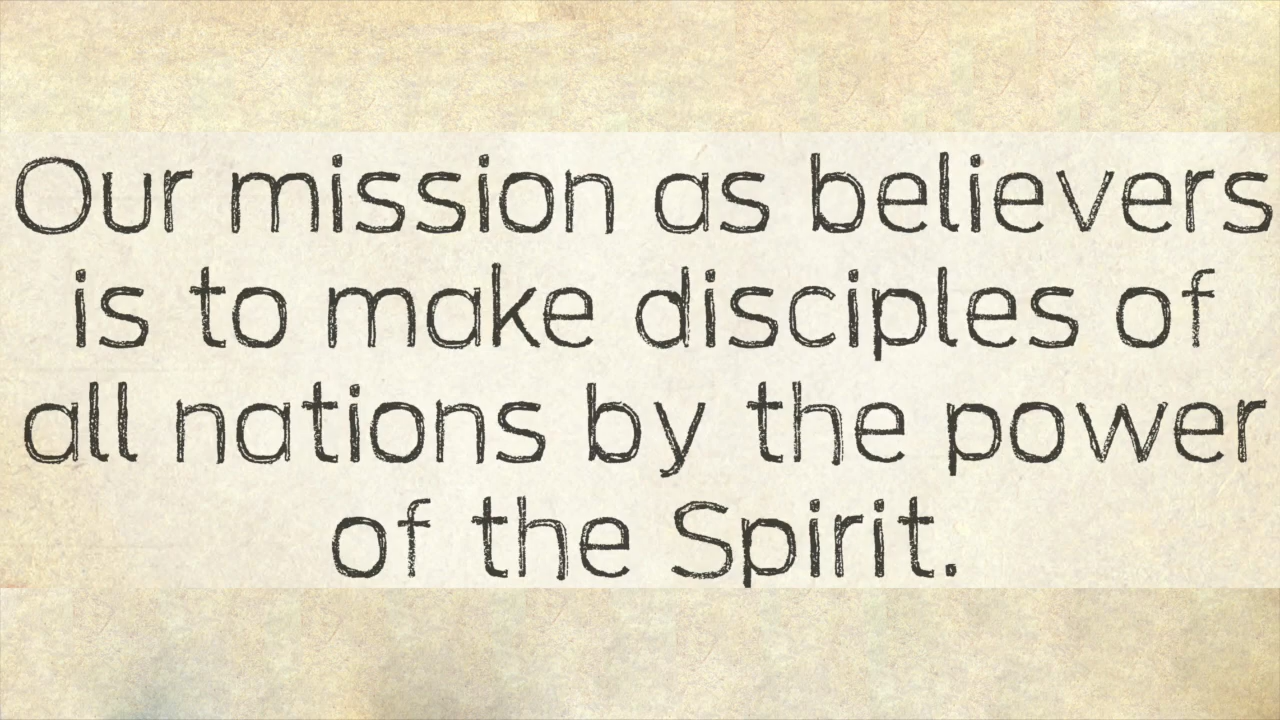 Our mission as believers
is to make disciples of
all nations by the power
of the Spirit.